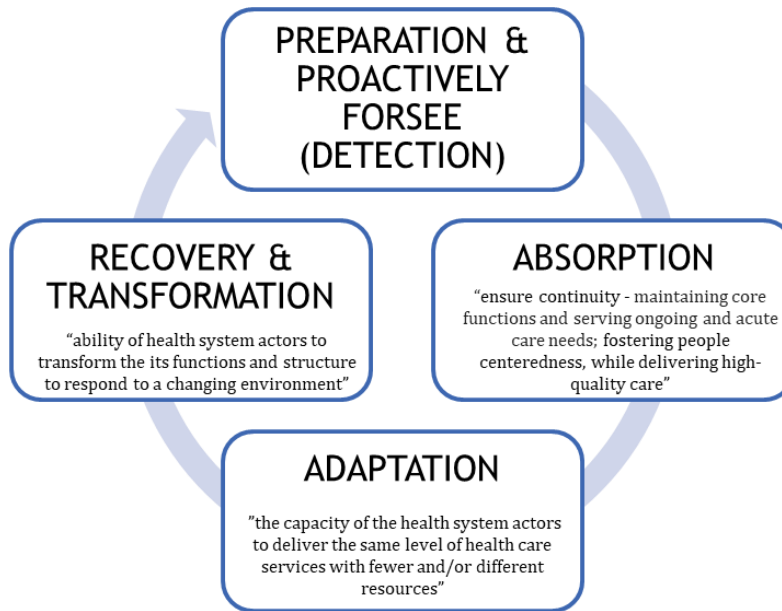 PREPARATION &
PROACTIVELY
FORSEE
(DETECTION)
RECOVERY &
TRANSFORMATION
“ability of health system actors to
transform the its functions and structure
to respond to a changing environment”
ABSORPTION
“ensure continuity - maintaining core
functions and serving ongoing and acute
care needs; fostering people
centeredness, while delivering high-
quality care”
ADAPTATION
”the capacity of the health system actors
to deliver the same level of health care
services with fewer and/or different
resources”